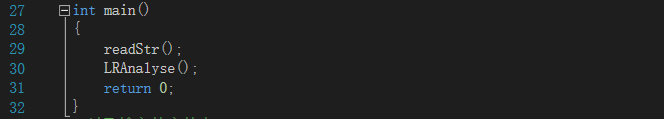 27 int main()
28 {
29 readStr();
30 LRAnalyse();
31 return 0;
32 }